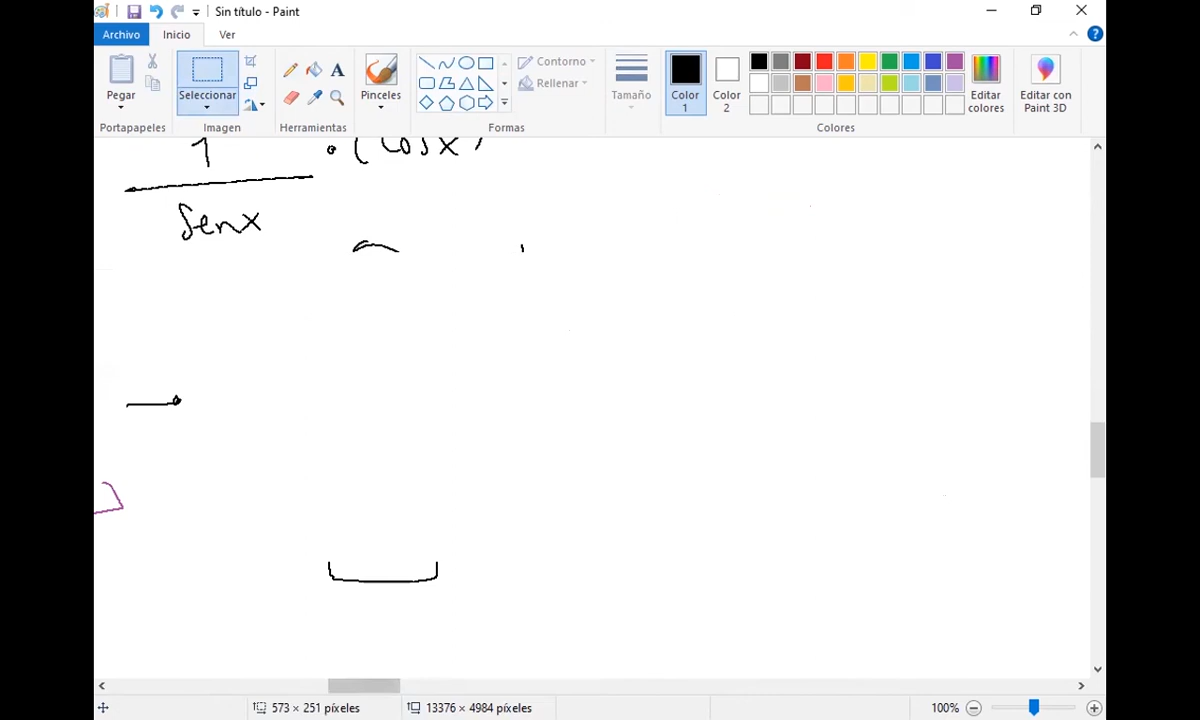 Sin título - Paint
Archivo Inicio Ver
Pegar
Seleccionar
Pinceles
Contorno
Rellenar
Tamaño
Color 1
Color 2
Editar colores
Editar con Paint 3D
Portapapeles Imagen Herramientas Formas Colores
1 · (Cosx)
Senx
573 × 251 píxeles 13376 × 4984 píxeles 100%